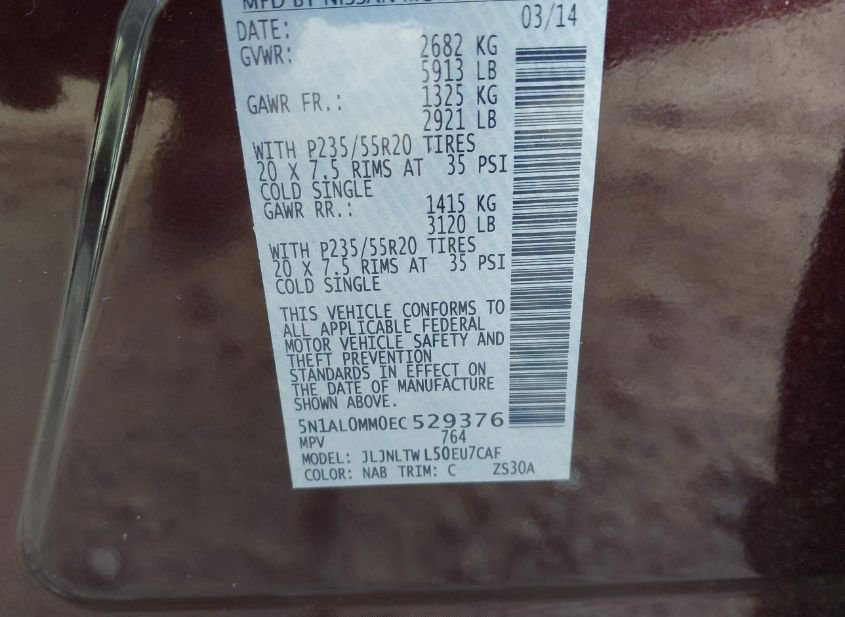 MFD BY NISSAN
DATE: 03/14
GVWR: 2682 KG
5913 LB
GAWR FR.: 1325 KG
2921 LB
WITH P235/55R20 TIRES
20 X 7.5 RIMS AT 35 PSI
COLD SINGLE
GAWR RR.: 1415 KG
3120 LB
WITH P235/55R20 TIRES
20 X 7.5 RIMS AT 35 PSI
COLD SINGLE
THIS VEHICLE CONFORMS TO
ALL APPLICABLE FEDERAL
MOTOR VEHICLE SAFETY AND
THEFT PREVENTION
STANDARDS IN EFFECT ON
THE DATE OF MANUFACTURE
SHOWN ABOVE.
5N1AL0MM0EC529376
MPV 764
MODEL: JLJNLTWL50EU7CAF
COLOR: NAB TRIM: C ZS30A